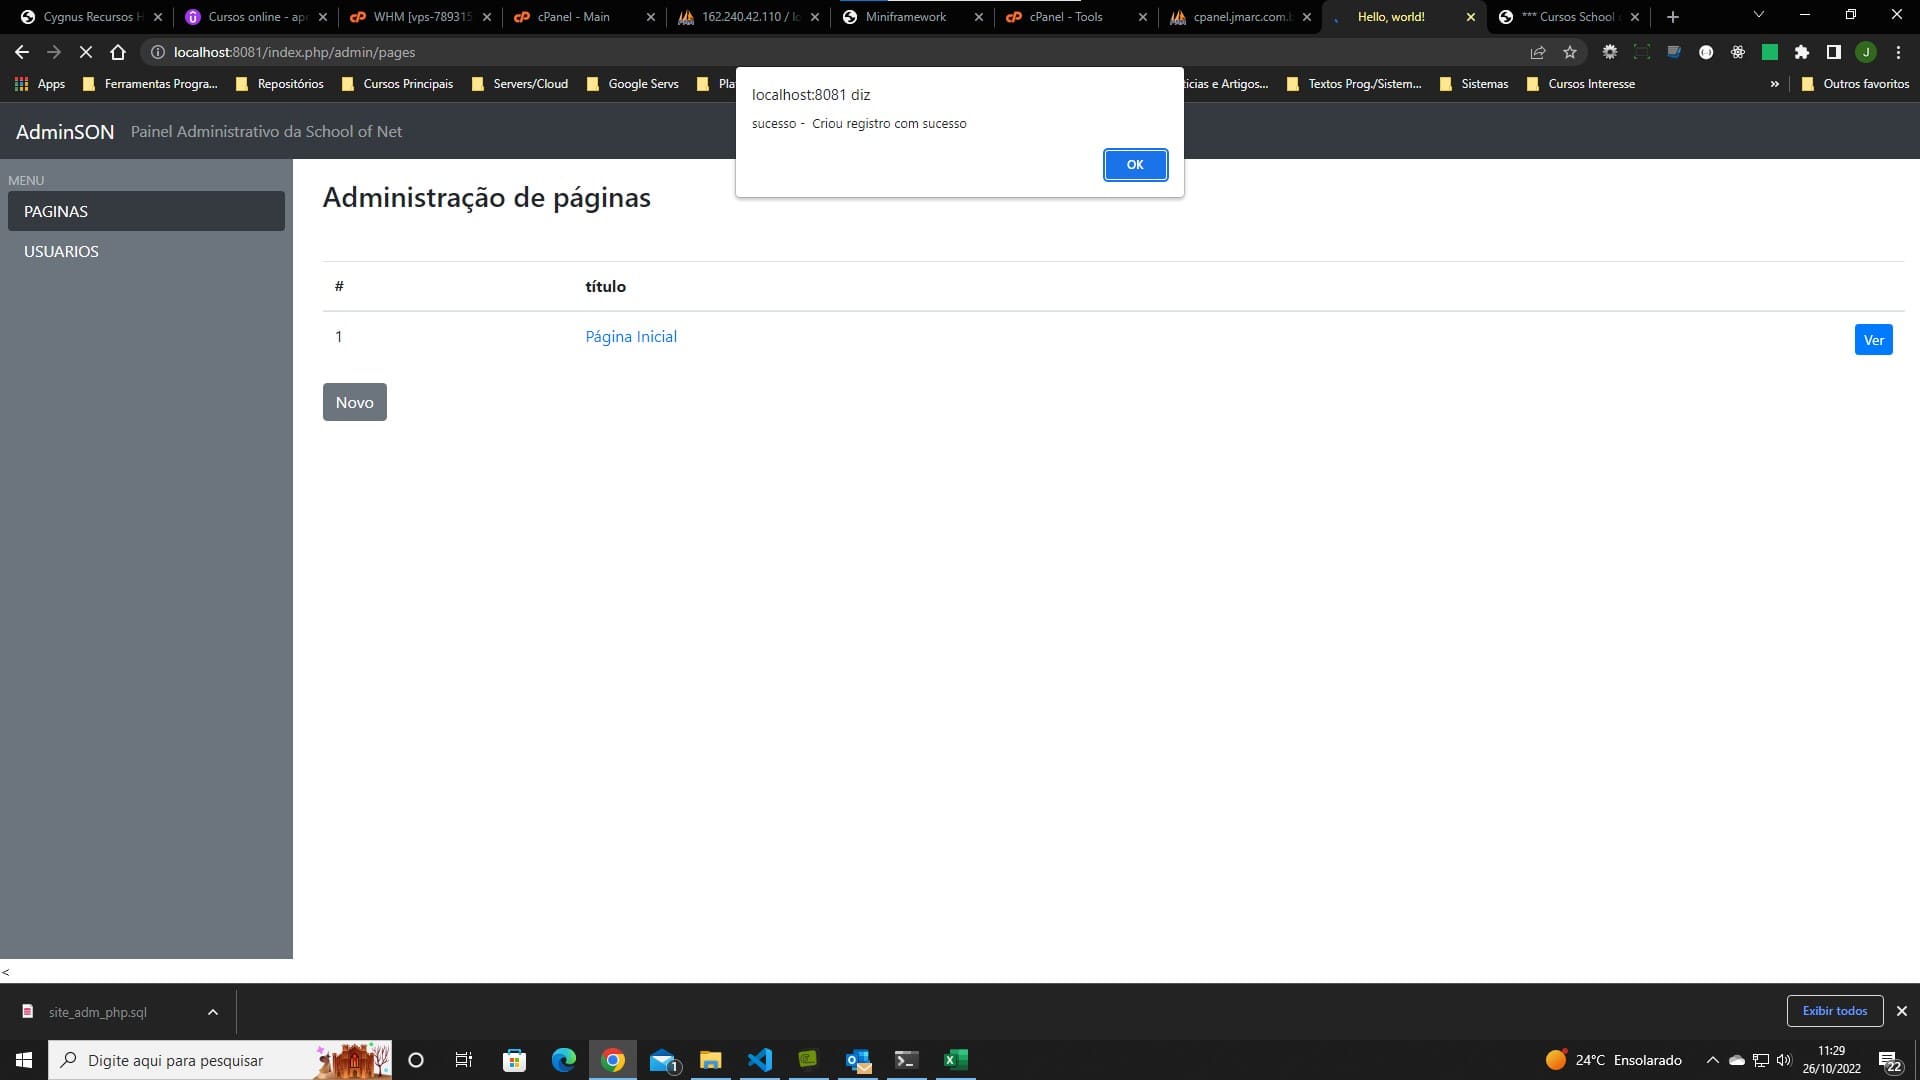 Cygnus Recursos H
Cursos online - apr
WHM [vps-789315
cPanel - Main
162.240.42.110 / lo
Miniframework
cPanel - Tools
cpanel.jmarc.com.b
Hello, world!
*** Cursos School
localhost:8081/index.php/admin/pages
J
Apps
Ferramentas Progra...
Repositórios
Cursos Principais
Servers/Cloud
Google Servs
ticias e Artigos...
Textos Prog./Sistem...
Sistemas
Cursos Interesse
»
Outros favoritos
localhost:8081 diz
sucesso - Criou registro com sucesso
OK
AdminSON Painel Administrativo da School of Net
MENU
PAGINAS
USUARIOS
Administração de páginas
# título
1 Página Inicial Ver
Novo
<
site_adm_php.sql
Exibir todos
Digite aqui para pesquisar
1
24°C Ensolarado
11:29
26/10/2022
22